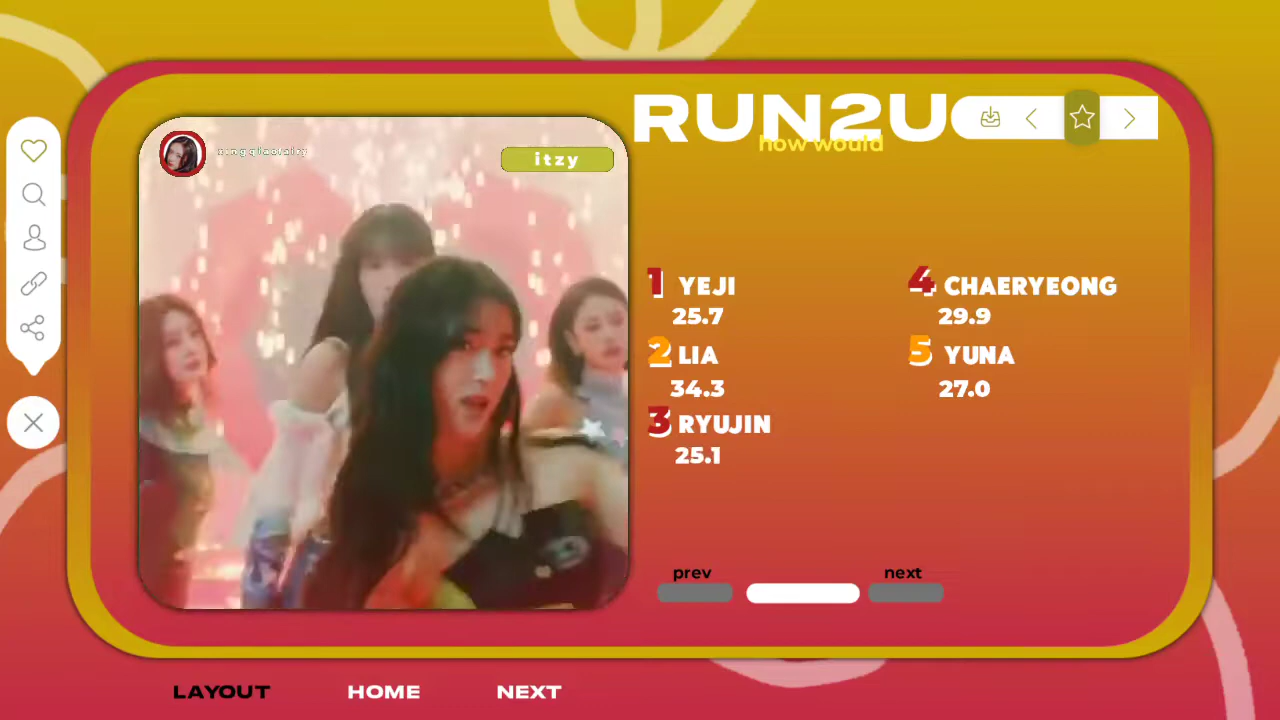 RUN2U
how would
xingqiaofairy
itzy
1 YEJI
25.7
2 LIA
34.3
3 RYUJIN
25.1
4 CHAERYEONG
29.9
5 YUNA
27.0
prev
next
LAYOUT HOME NEXT